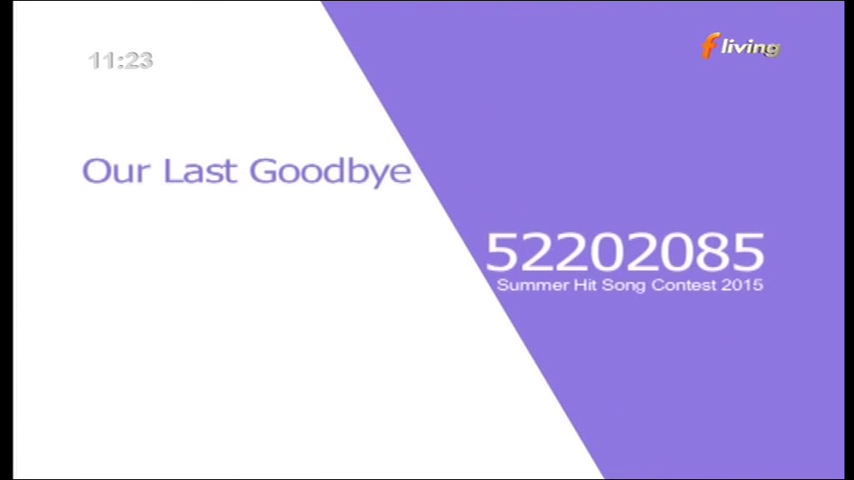 11:23
f living
Our Last Goodbye
52202085
Summer Hit Song Contest 2015